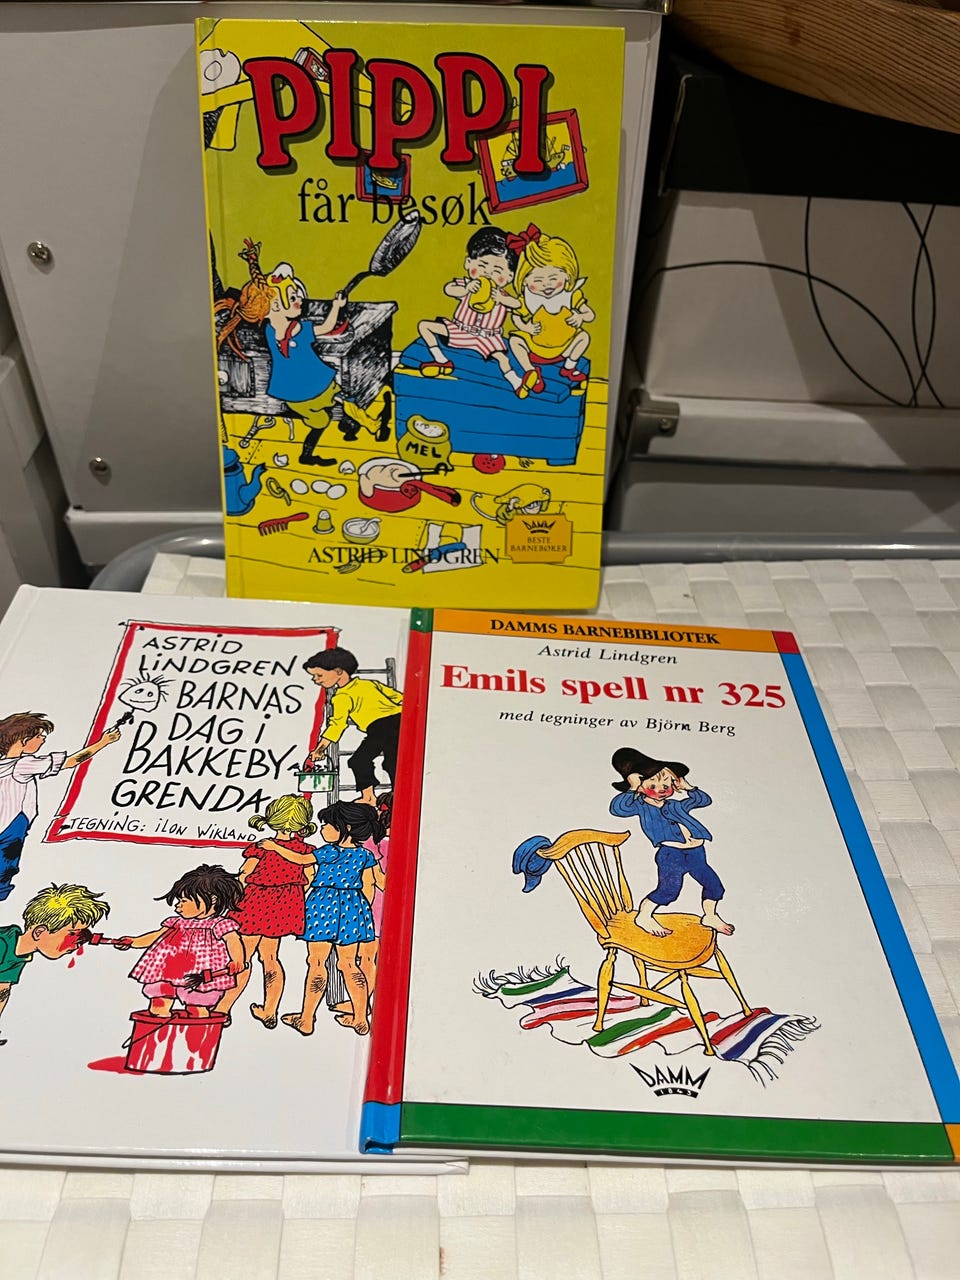 PIPPI
får besøk
MEL
DAMM
BESTE
BARNEBØKER
ASTRID LINDGREN
ASTRID
LINDGREN
BARNAS
DAG i
BAKKEBY-
GRENDA
TEGNING: iLON WiKLAND
DAMMS BARNEBIBLIOTEK
Astrid Lindgren
Emils spell nr 325
med tegninger av Björn Berg
DAMM
1843